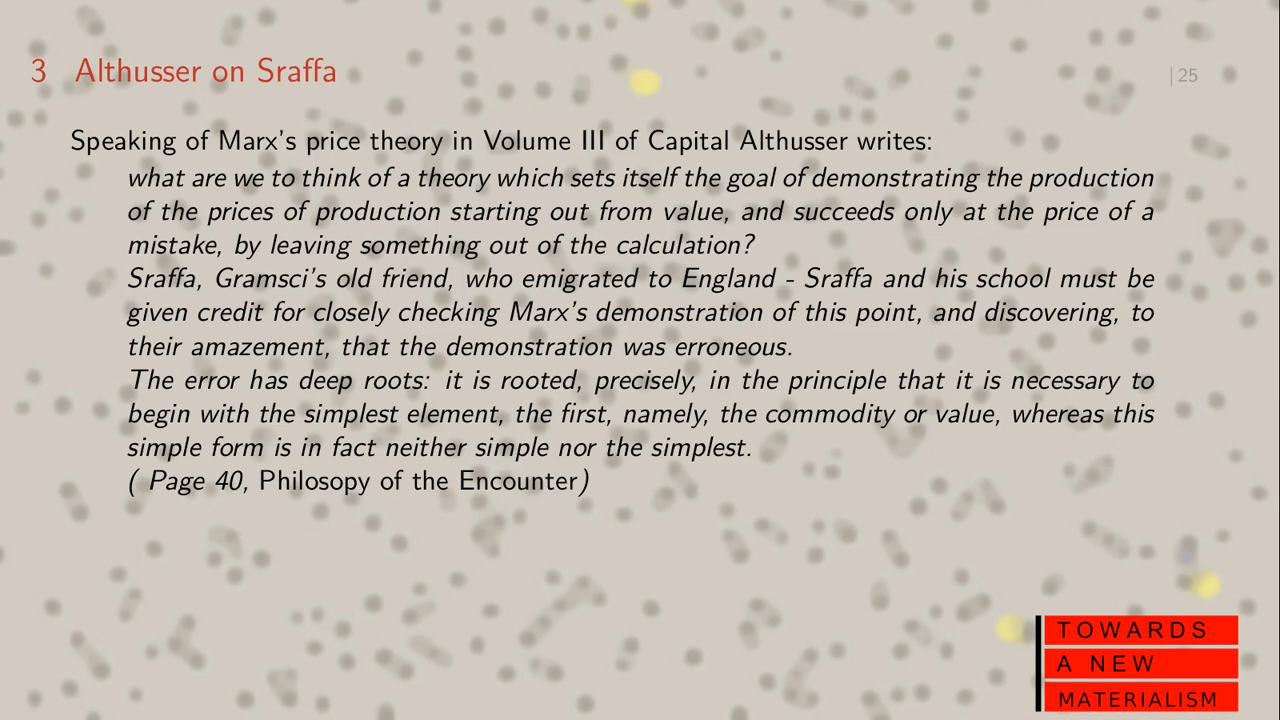 3 Althusser on Sraffa
|25
Speaking of Marx's price theory in Volume III of Capital Althusser writes:
what are we to think of a theory which sets itself the goal of demonstrating the production
of the prices of production starting out from value, and succeeds only at the price of a
mistake, by leaving something out of the calculation?
Sraffa, Gramsci's old friend, who emigrated to England - Sraffa and his school must be
given credit for closely checking Marx's demonstration of this point, and discovering, to
their amazement, that the demonstration was erroneous.
The error has deep roots: it is rooted, precisely, in the principle that it is necessary to
begin with the simplest element, the first, namely, the commodity or value, whereas this
simple form is in fact neither simple nor the simplest.
( Page 40, Philosopy of the Encounter)
TOWARDS
A NEW
MATERIALISM